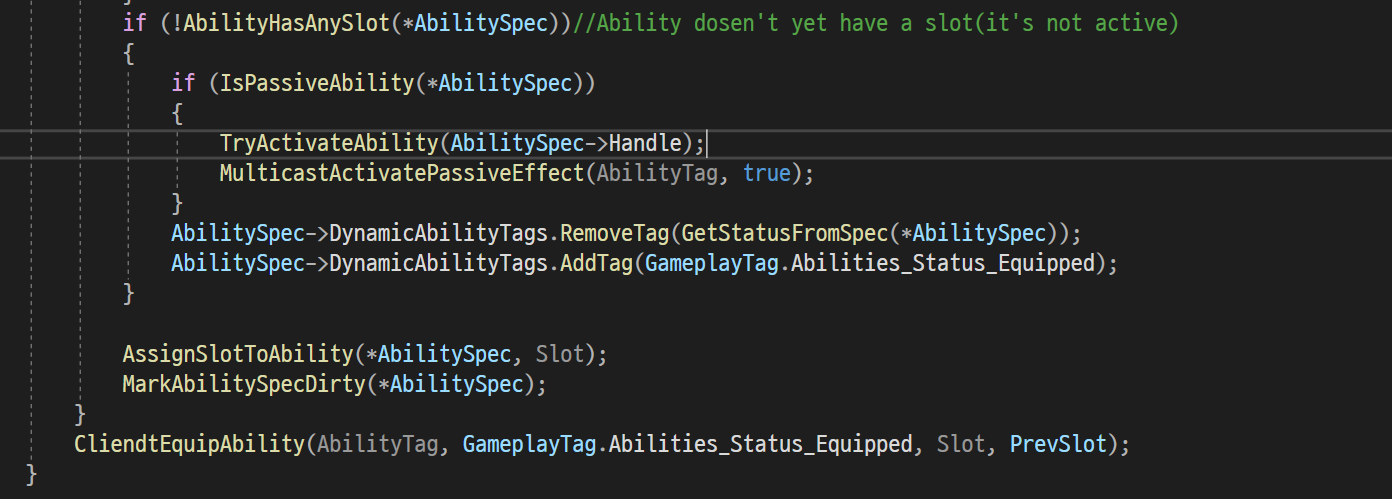 }
if (!AbilityHasAnySlot(*AbilitySpec))//Ability dosen't yet have a slot(it's not active)
{
if (IsPassiveAbility(*AbilitySpec))
{
TryActivateAbility(AbilitySpec->Handle);
MulticastActivatePassiveEffect(AbilityTag, true);
}
AbilitySpec->DynamicAbilityTags.RemoveTag(GetStatusFromSpec(*AbilitySpec));
AbilitySpec->DynamicAbilityTags.AddTag(GameplayTag.Abilities_Status_Equipped);
}
AssignSlotToAbility(*AbilitySpec, Slot);
MarkAbilitySpecDirty(*AbilitySpec);
}
CliendtEquipAbility(AbilityTag, GameplayTag.Abilities_Status_Equipped, Slot, PrevSlot);
}